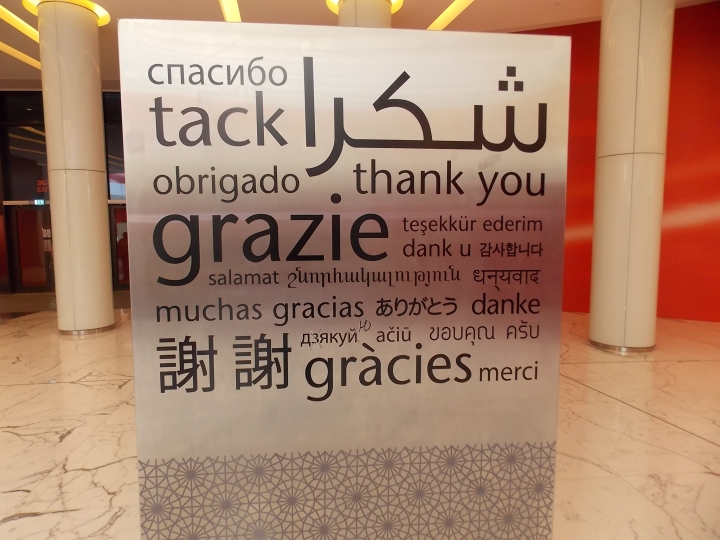 спасибо
tack شكرا
obrigado thank you
grazie teşekkür ederim
dank u 감사합니다
salamat շնորհակալություն धन्यवाद
muchas gracias ありがとう danke
謝 謝 дзякуй ю ačiū ขอบคุณ ครับ
gràcies merci